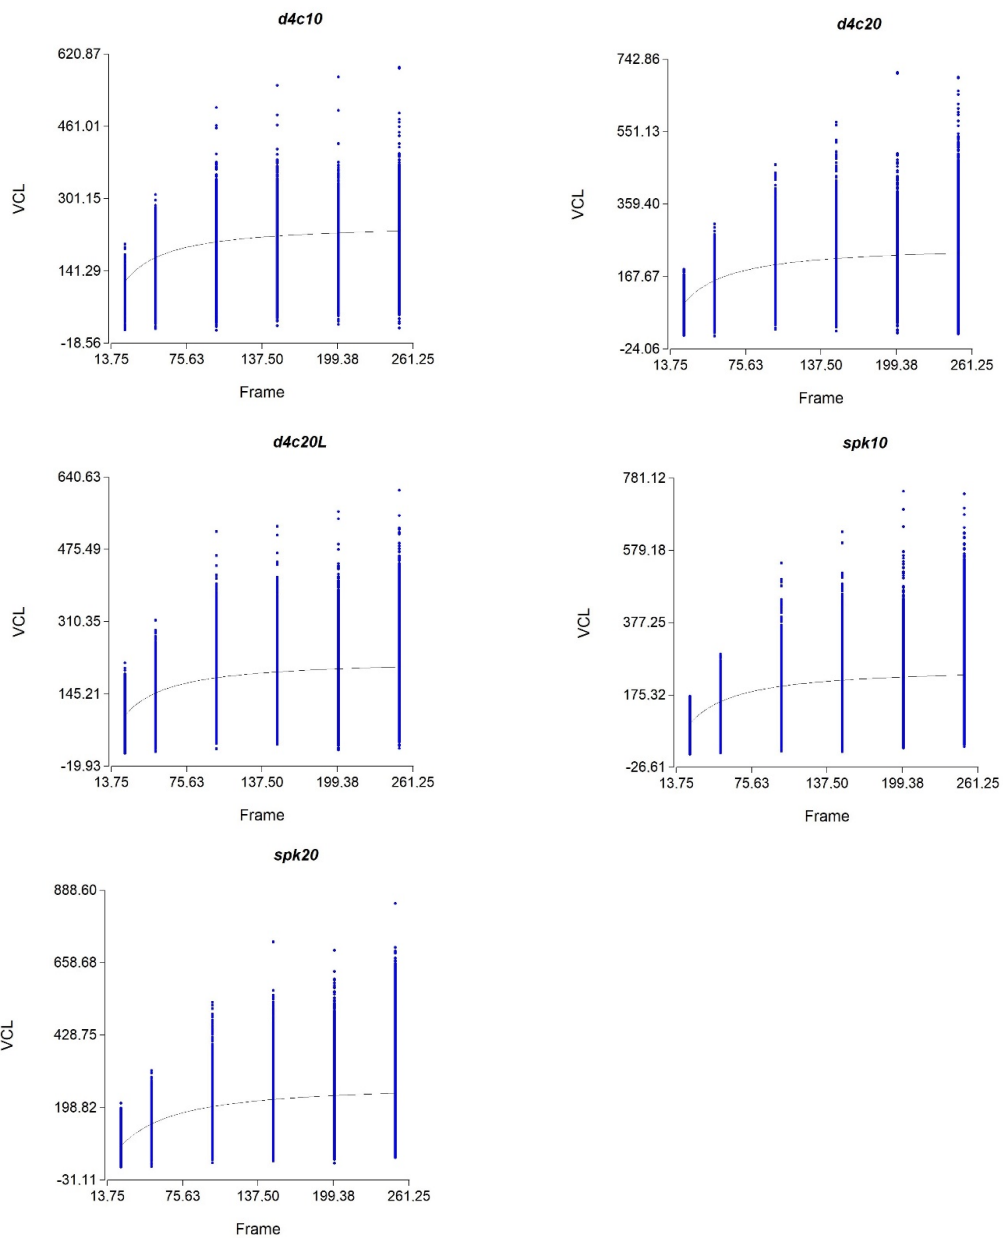 d4c10
620.87
461.01
301.15
141.29
-18.56
VCL
13.75 75.63 137.50 199.38 261.25
Frame
d4c20
742.86
551.13
359.40
167.67
-24.06
VCL
13.75 75.63 137.50 199.38 261.25
Frame
d4c20L
640.63
475.49
310.35
145.21
-19.93
VCL
13.75 75.63 137.50 199.38 261.25
Frame
spk10
781.12
579.18
377.25
175.32
-26.61
VCL
13.75 75.63 137.50 199.38 261.25
Frame
spk20
888.60
658.68
428.75
198.82
-31.11
VCL
13.75 75.63 137.50 199.38 261.25
Frame